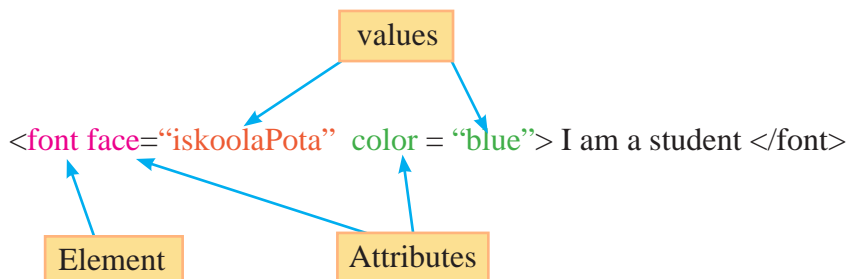 values
<font face=“iskoolaPota” color = “blue”> I am a student </font>
Element
Attributes